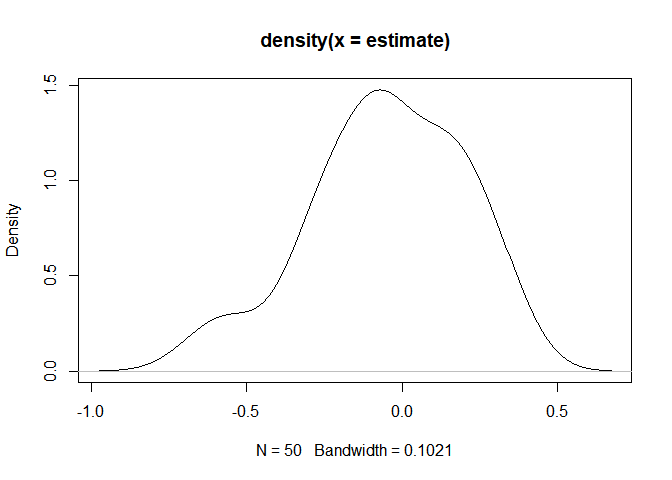 density(x = estimate)
Density
1.5
1.0
0.5
0.0
-1.0
-0.5
0.0
0.5
N = 50   Bandwidth = 0.1021